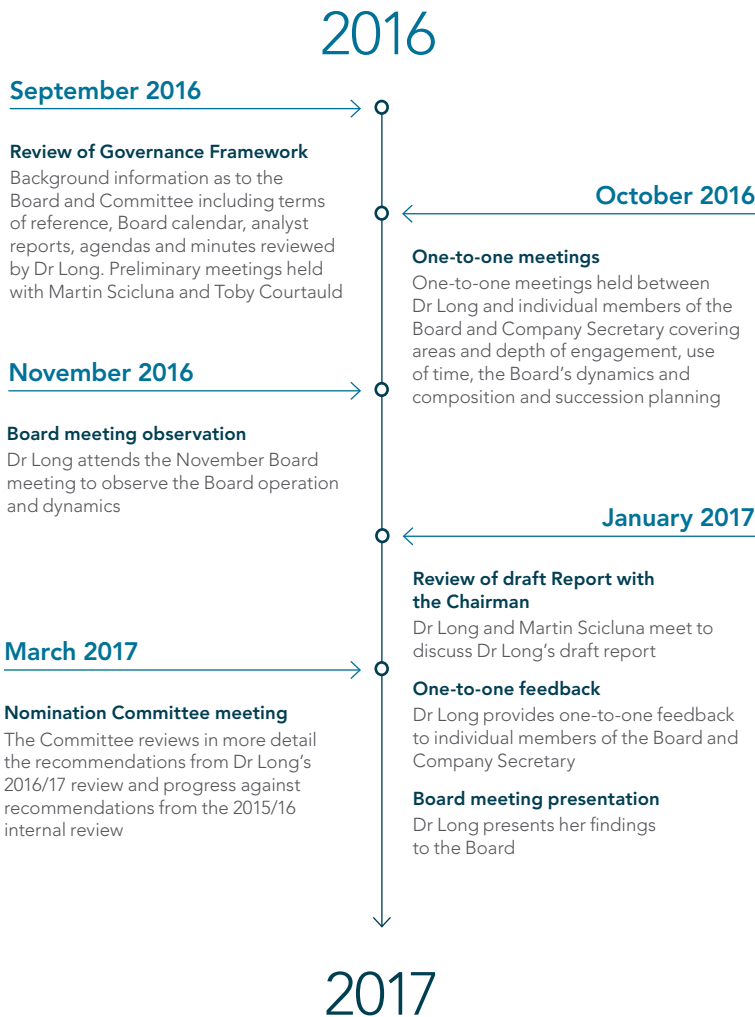 2016
September 2016
Review of Governance Framework
Background information as to the
Board and Committee including terms
of reference, Board calendar, analyst
reports, agendas and minutes reviewed
by Dr Long. Preliminary meetings held
with Martin Scicluna and Toby Courtauld
October 2016
One-to-one meetings
One-to-one meetings held between
Dr Long and individual members of the
Board and Company Secretary covering
areas and depth of engagement, use
of time, the Board’s dynamics and
composition and succession planning
November 2016
Board meeting observation
Dr Long attends the November Board
meeting to observe the Board operation
and dynamics
January 2017
Review of draft Report with
the Chairman
Dr Long and Martin Scicluna meet to
discuss Dr Long’s draft report
One-to-one feedback
Dr Long provides one-to-one feedback
to individual members of the Board and
Company Secretary
Board meeting presentation
Dr Long presents her findings
to the Board
March 2017
Nomination Committee meeting
The Committee reviews in more detail
the recommendations from Dr Long’s
2016/17 review and progress against
recommendations from the 2015/16
internal review
2017